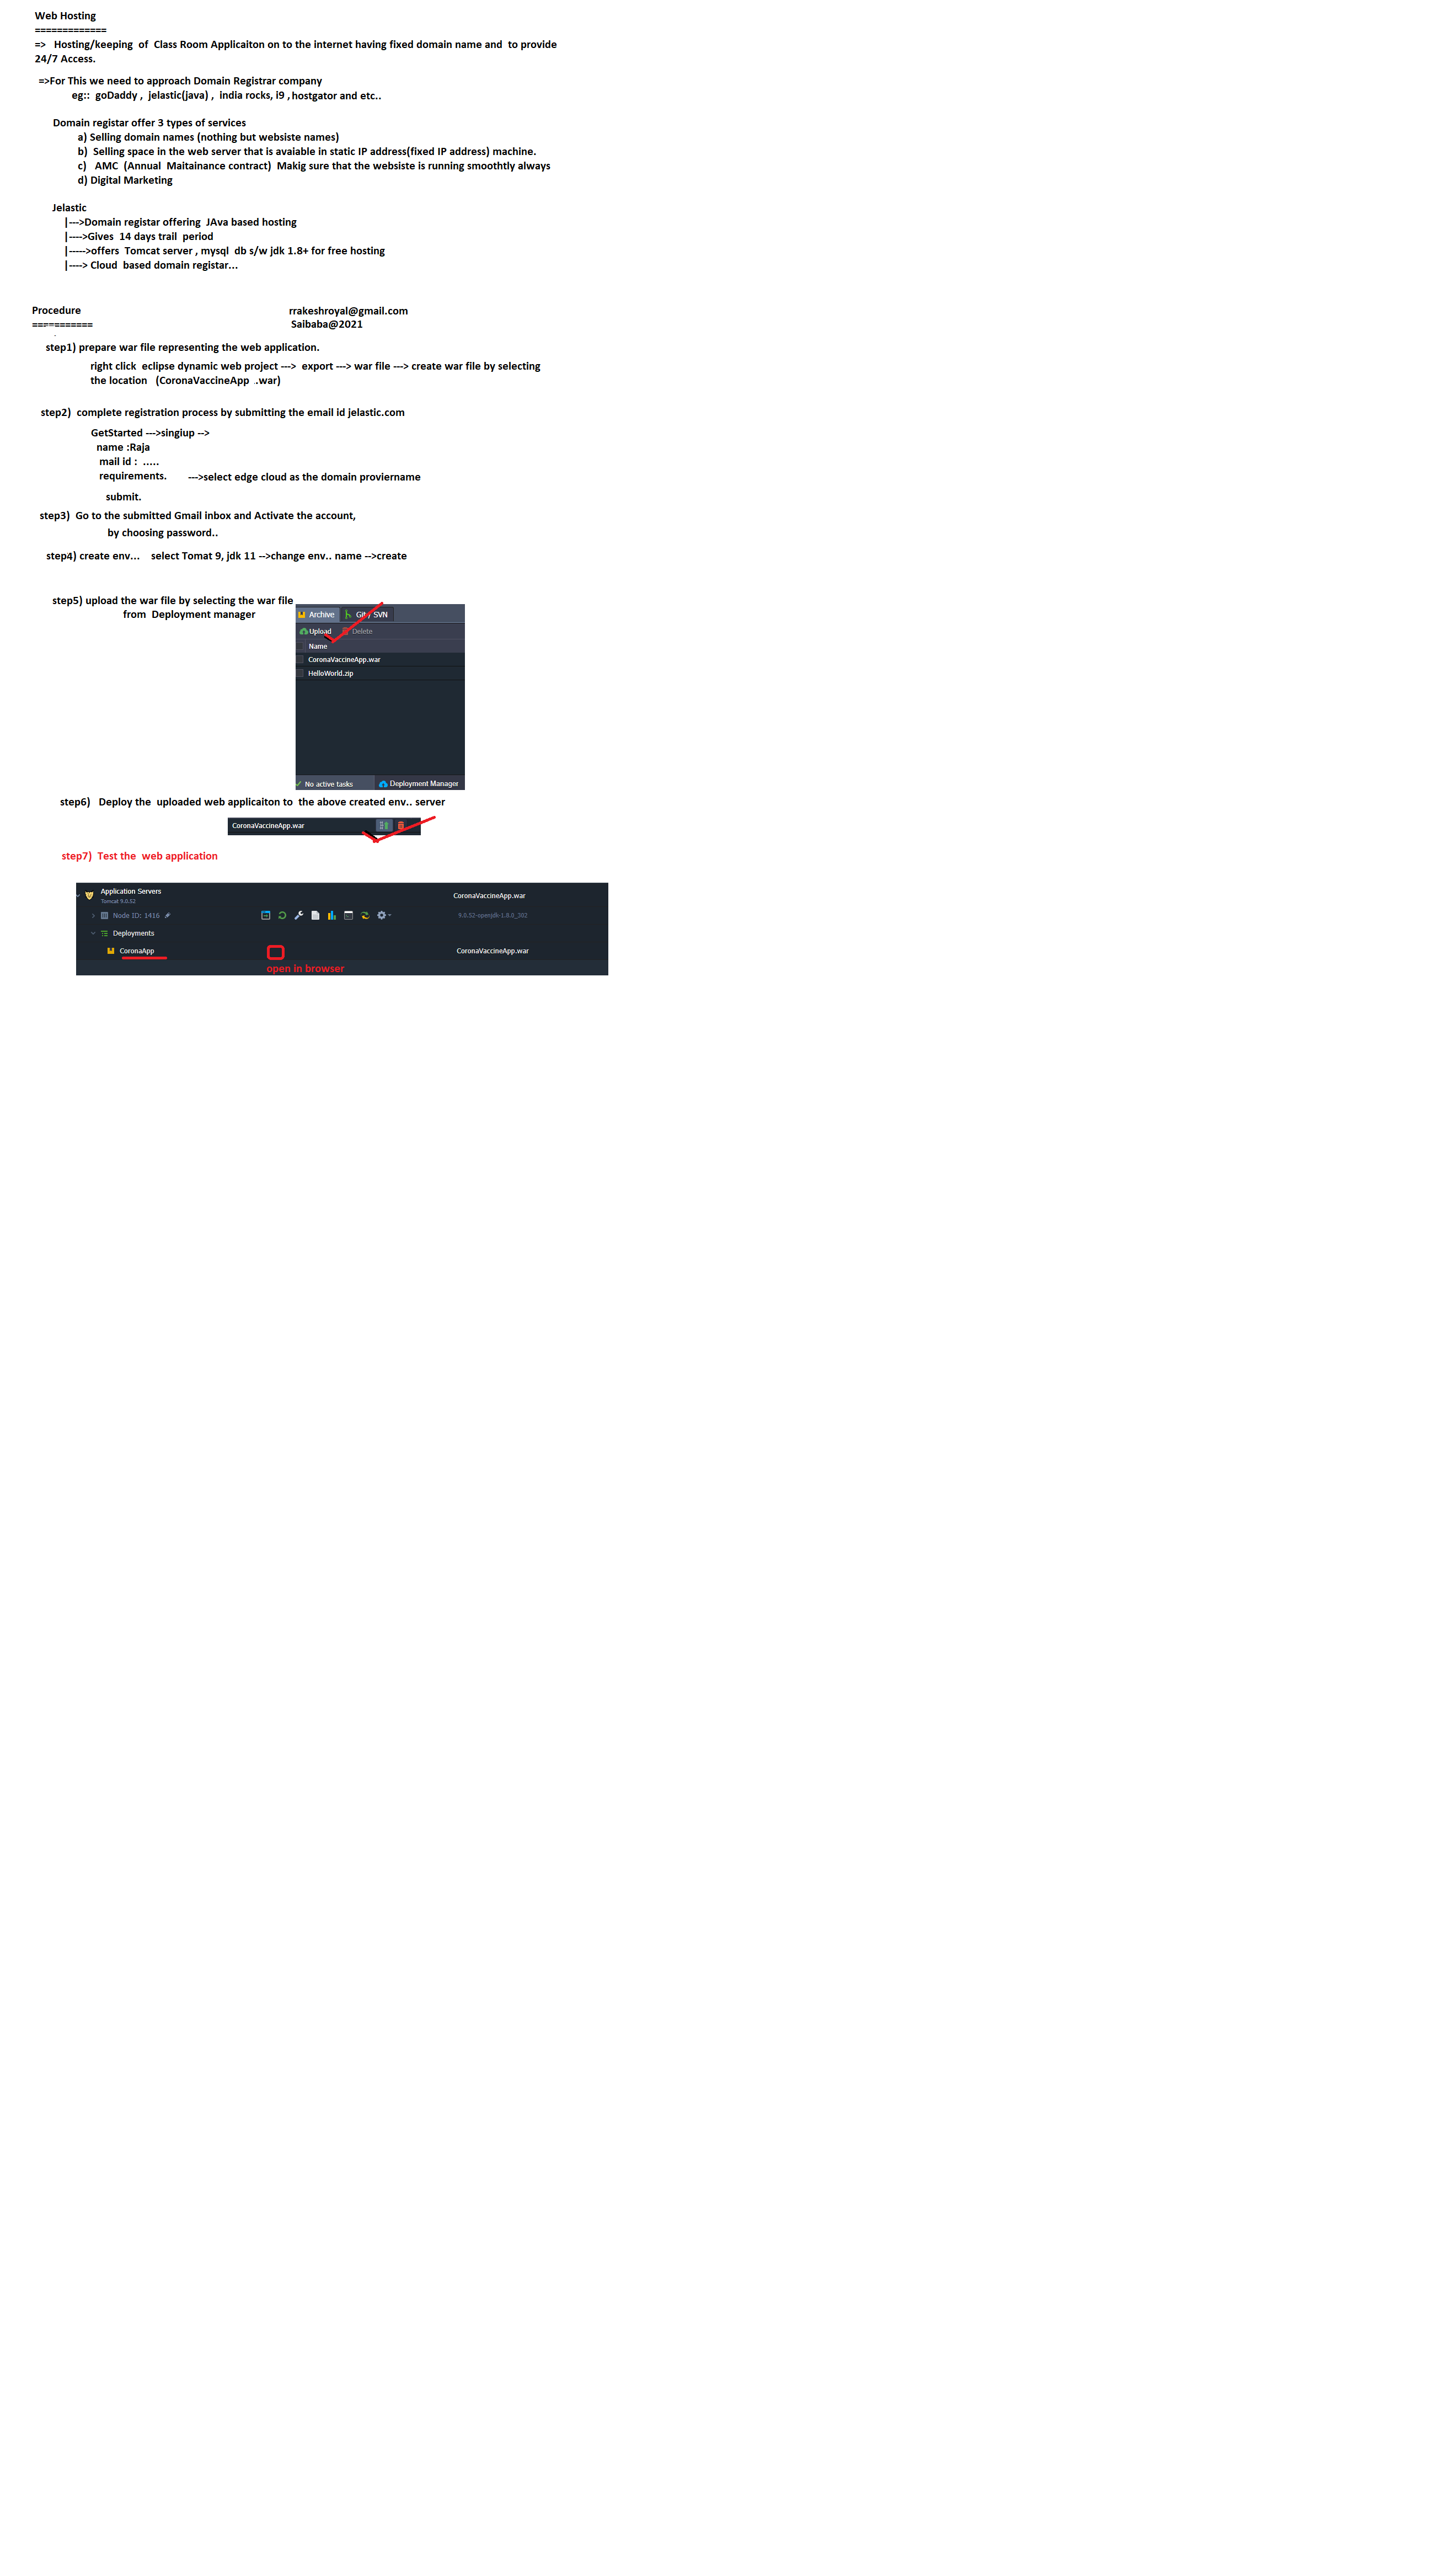 Web Hosting
=============
=> Hosting/keeping of Class Room Applicaiton on to the internet having fixed domain name and to provide
24/7 Access.
=>For This we need to approach Domain Registrar company
eg:: goDaddy , jelastic(java) , india rocks, i9 , hostgator and etc..
Domain registar offer 3 types of services
a) Selling domain names (nothing but websiste names)
b) Selling space in the web server that is avaiable in static IP address(fixed IP address) machine.
c) AMC (Annual Maitainance contract) Makig sure that the websiste is running smoothtly always
d) Digital Marketing
Jelastic
|--->Domain registar offering JAva based hosting
|---->Gives 14 days trail period
|----->offers Tomcat server , mysql db s/w jdk 1.8+ for free hosting
|----> Cloud based domain registar...
Procedure rrakeshroyal@gmail.com
=========== Saibaba@2021
step1) prepare war file representing the web application.
right click eclipse dynamic web project ---> export ---> war file ---> create war file by selecting
the location (CoronaVaccineApp .war)
step2) complete registration process by submitting the email id jelastic.com
GetStarted --->singiup -->
name :Raja
mail id : .....
requirements. --->select edge cloud as the domain proviername
submit.
step3) Go to the submitted Gmail inbox and Activate the account,
by choosing password..
step4) create env... select Tomat 9, jdk 11 -->change env.. name -->create
step5) upload the war file by selecting the war file
from Deployment manager
Archive Git / SVN
Upload Delete
Name
CoronaVaccineApp.war
HelloWorld.zip
No active tasks Deployment Manager
step6) Deploy the uploaded web applicaiton to the above created env.. server
CoronaVaccineApp.war
step7) Test the web application
Application Servers CoronaVaccineApp.war
Tomcat 9.0.52
Node ID: 1416 9.0.52-openjdk-1.8.0_302
Deployments
CoronaApp CoronaVaccineApp.war
open in browser